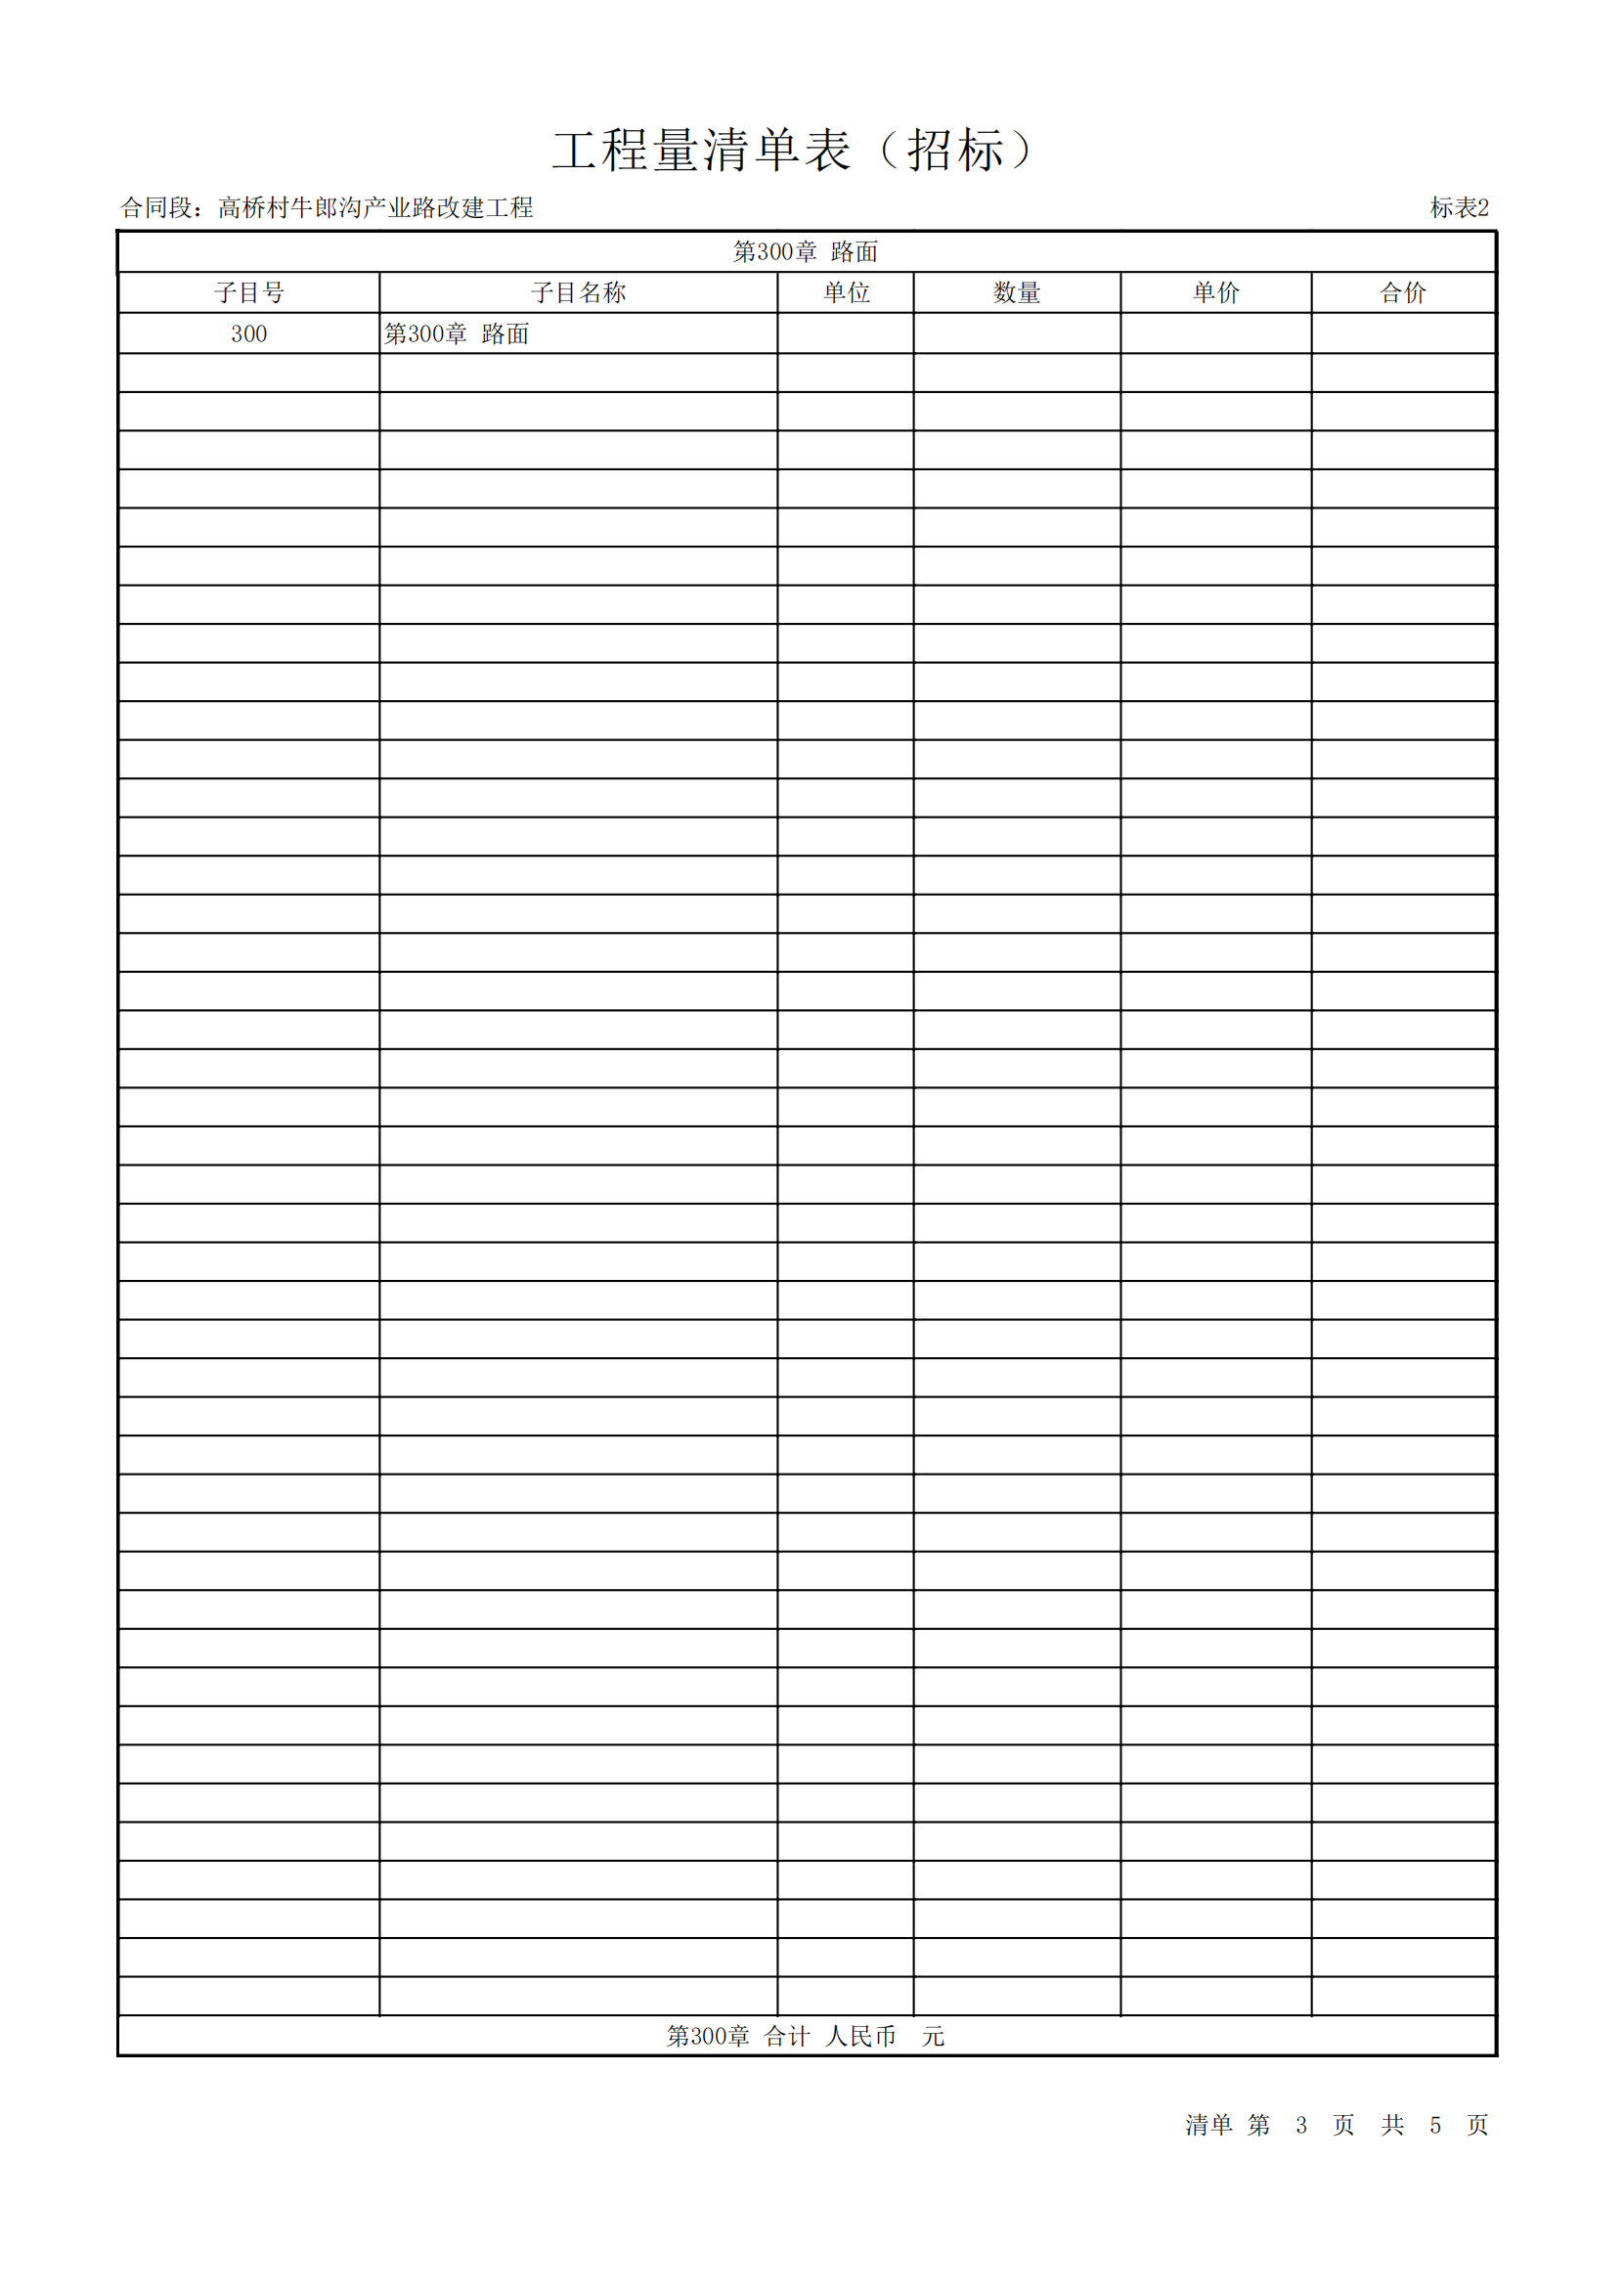 工程量清单表（招标）
合同段：高桥村牛郎沟产业路改建工程 标表2
第300章 路面
子目号 子目名称 单位 数量 单价 合价
300 第300章 路面
第300章 合计 人民币 元
清单 第 3 页 共 5 页